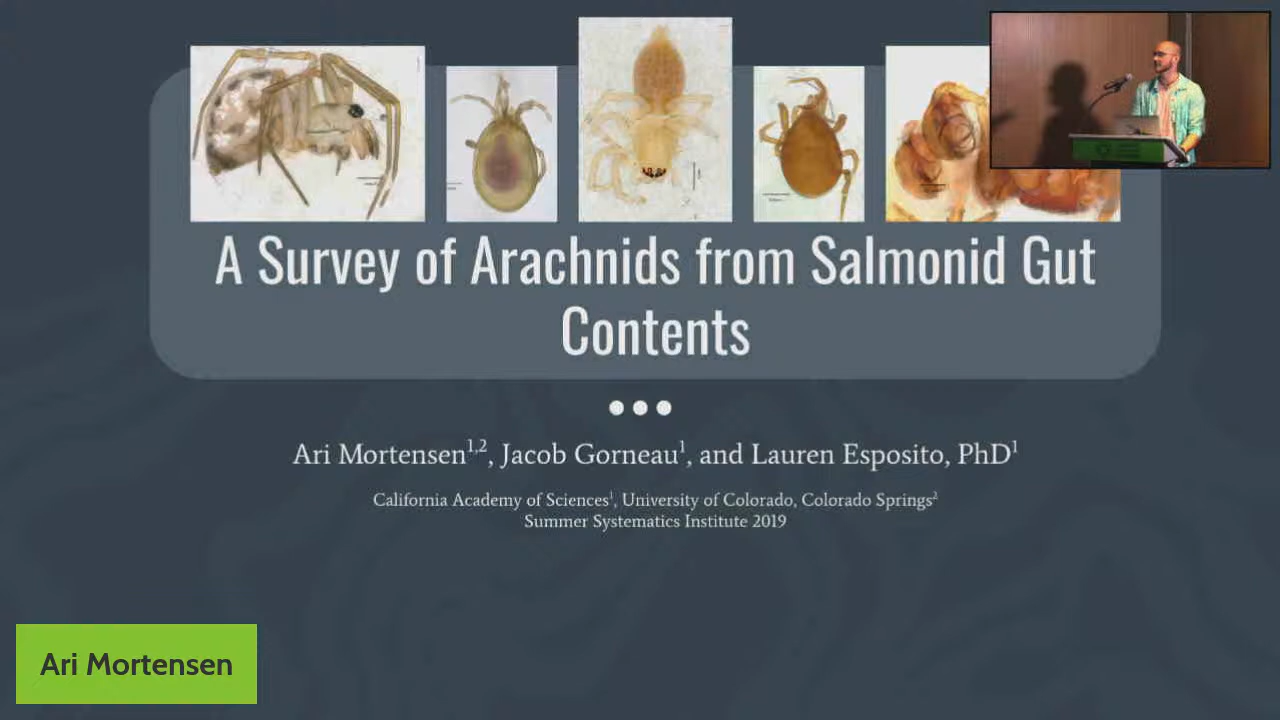 A Survey of Arachnids from Salmonid Gut
Contents
Ari Mortensen1,2, Jacob Gorneau1, and Lauren Esposito, PhD1
California Academy of Sciences1, University of Colorado, Colorado Springs2
Summer Systematics Institute 2019
Ari Mortensen